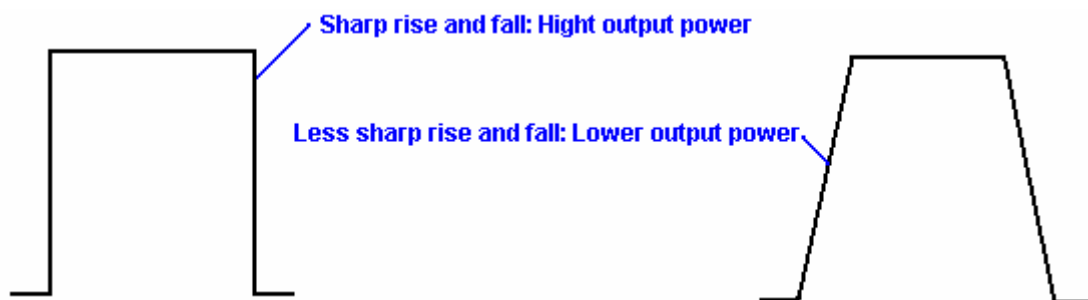 Sharp rise and fall: Hight output power
Less sharp rise and fall: Lower output power